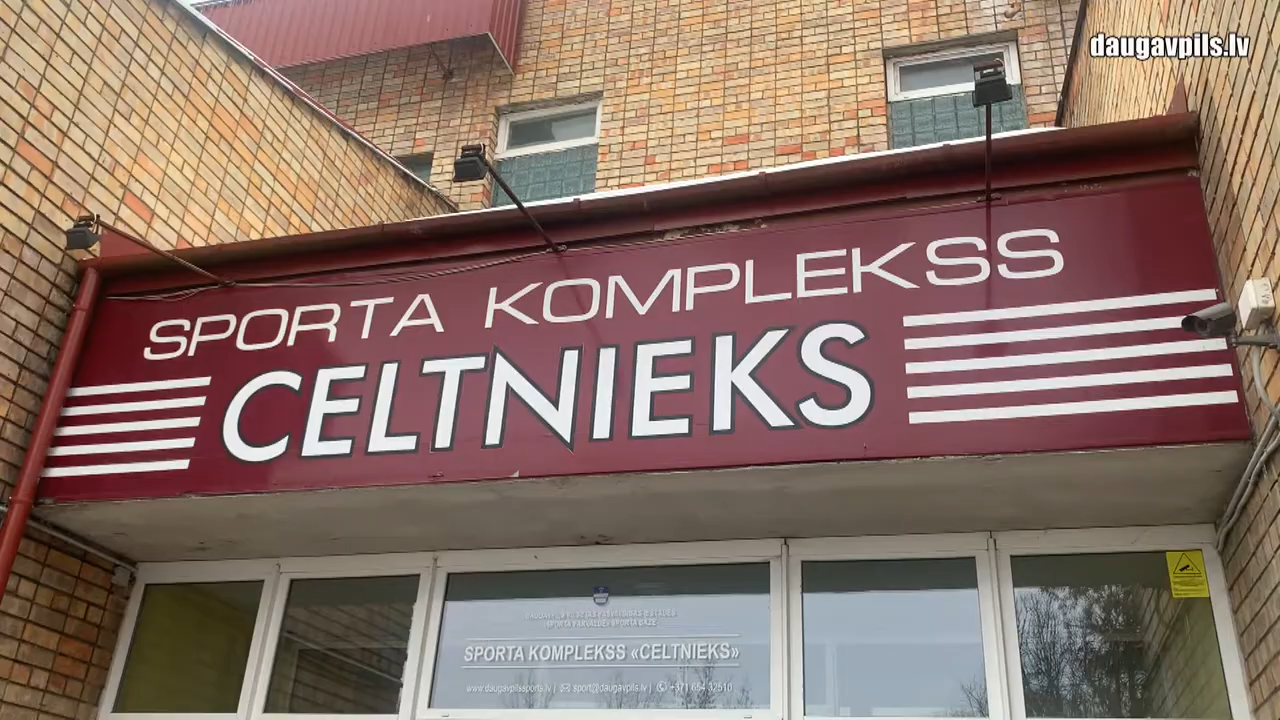 daugavpils.lv
SPORTA KOMPLEKSS
CELTNIEKS
SPORTA KOMPLEKSS «CELTNIEKS»
www.daugavpilssports.lv | sport@daugavpils.lv | +371 654 32510